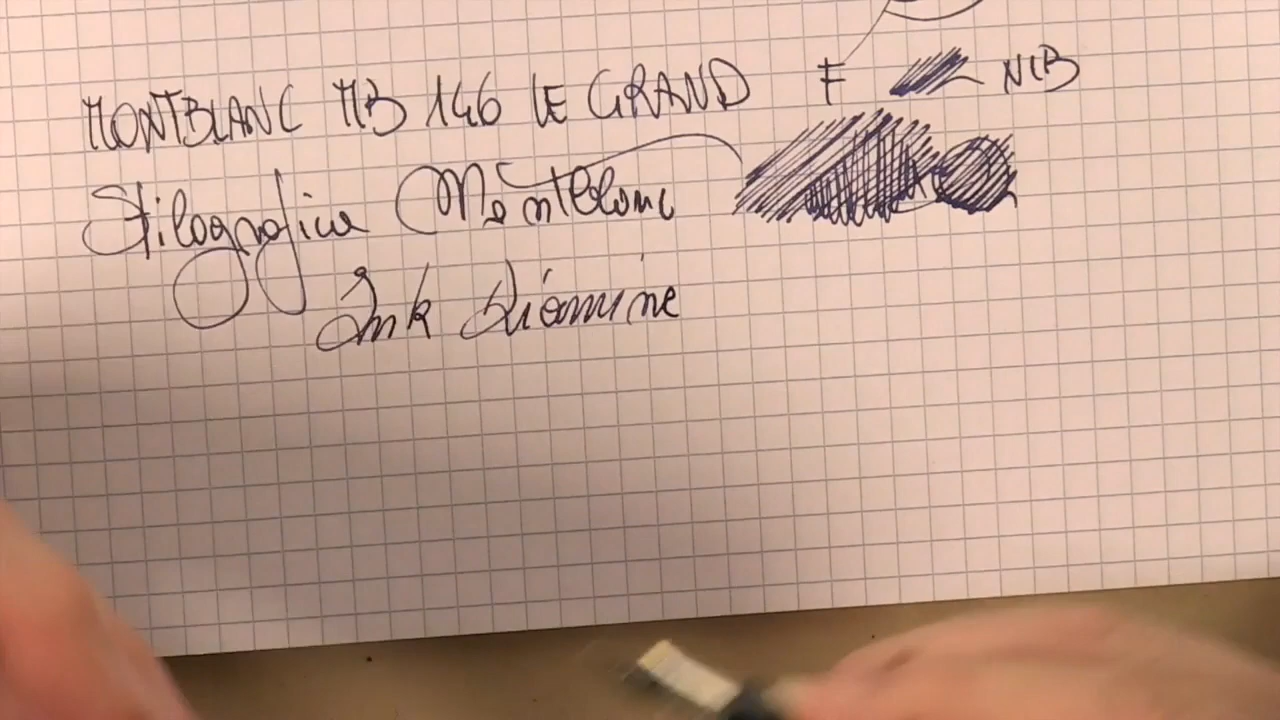 MONTBLANC MB 146 LE GRAND F NIB
Stilografica Montblanc
Ink Diamine